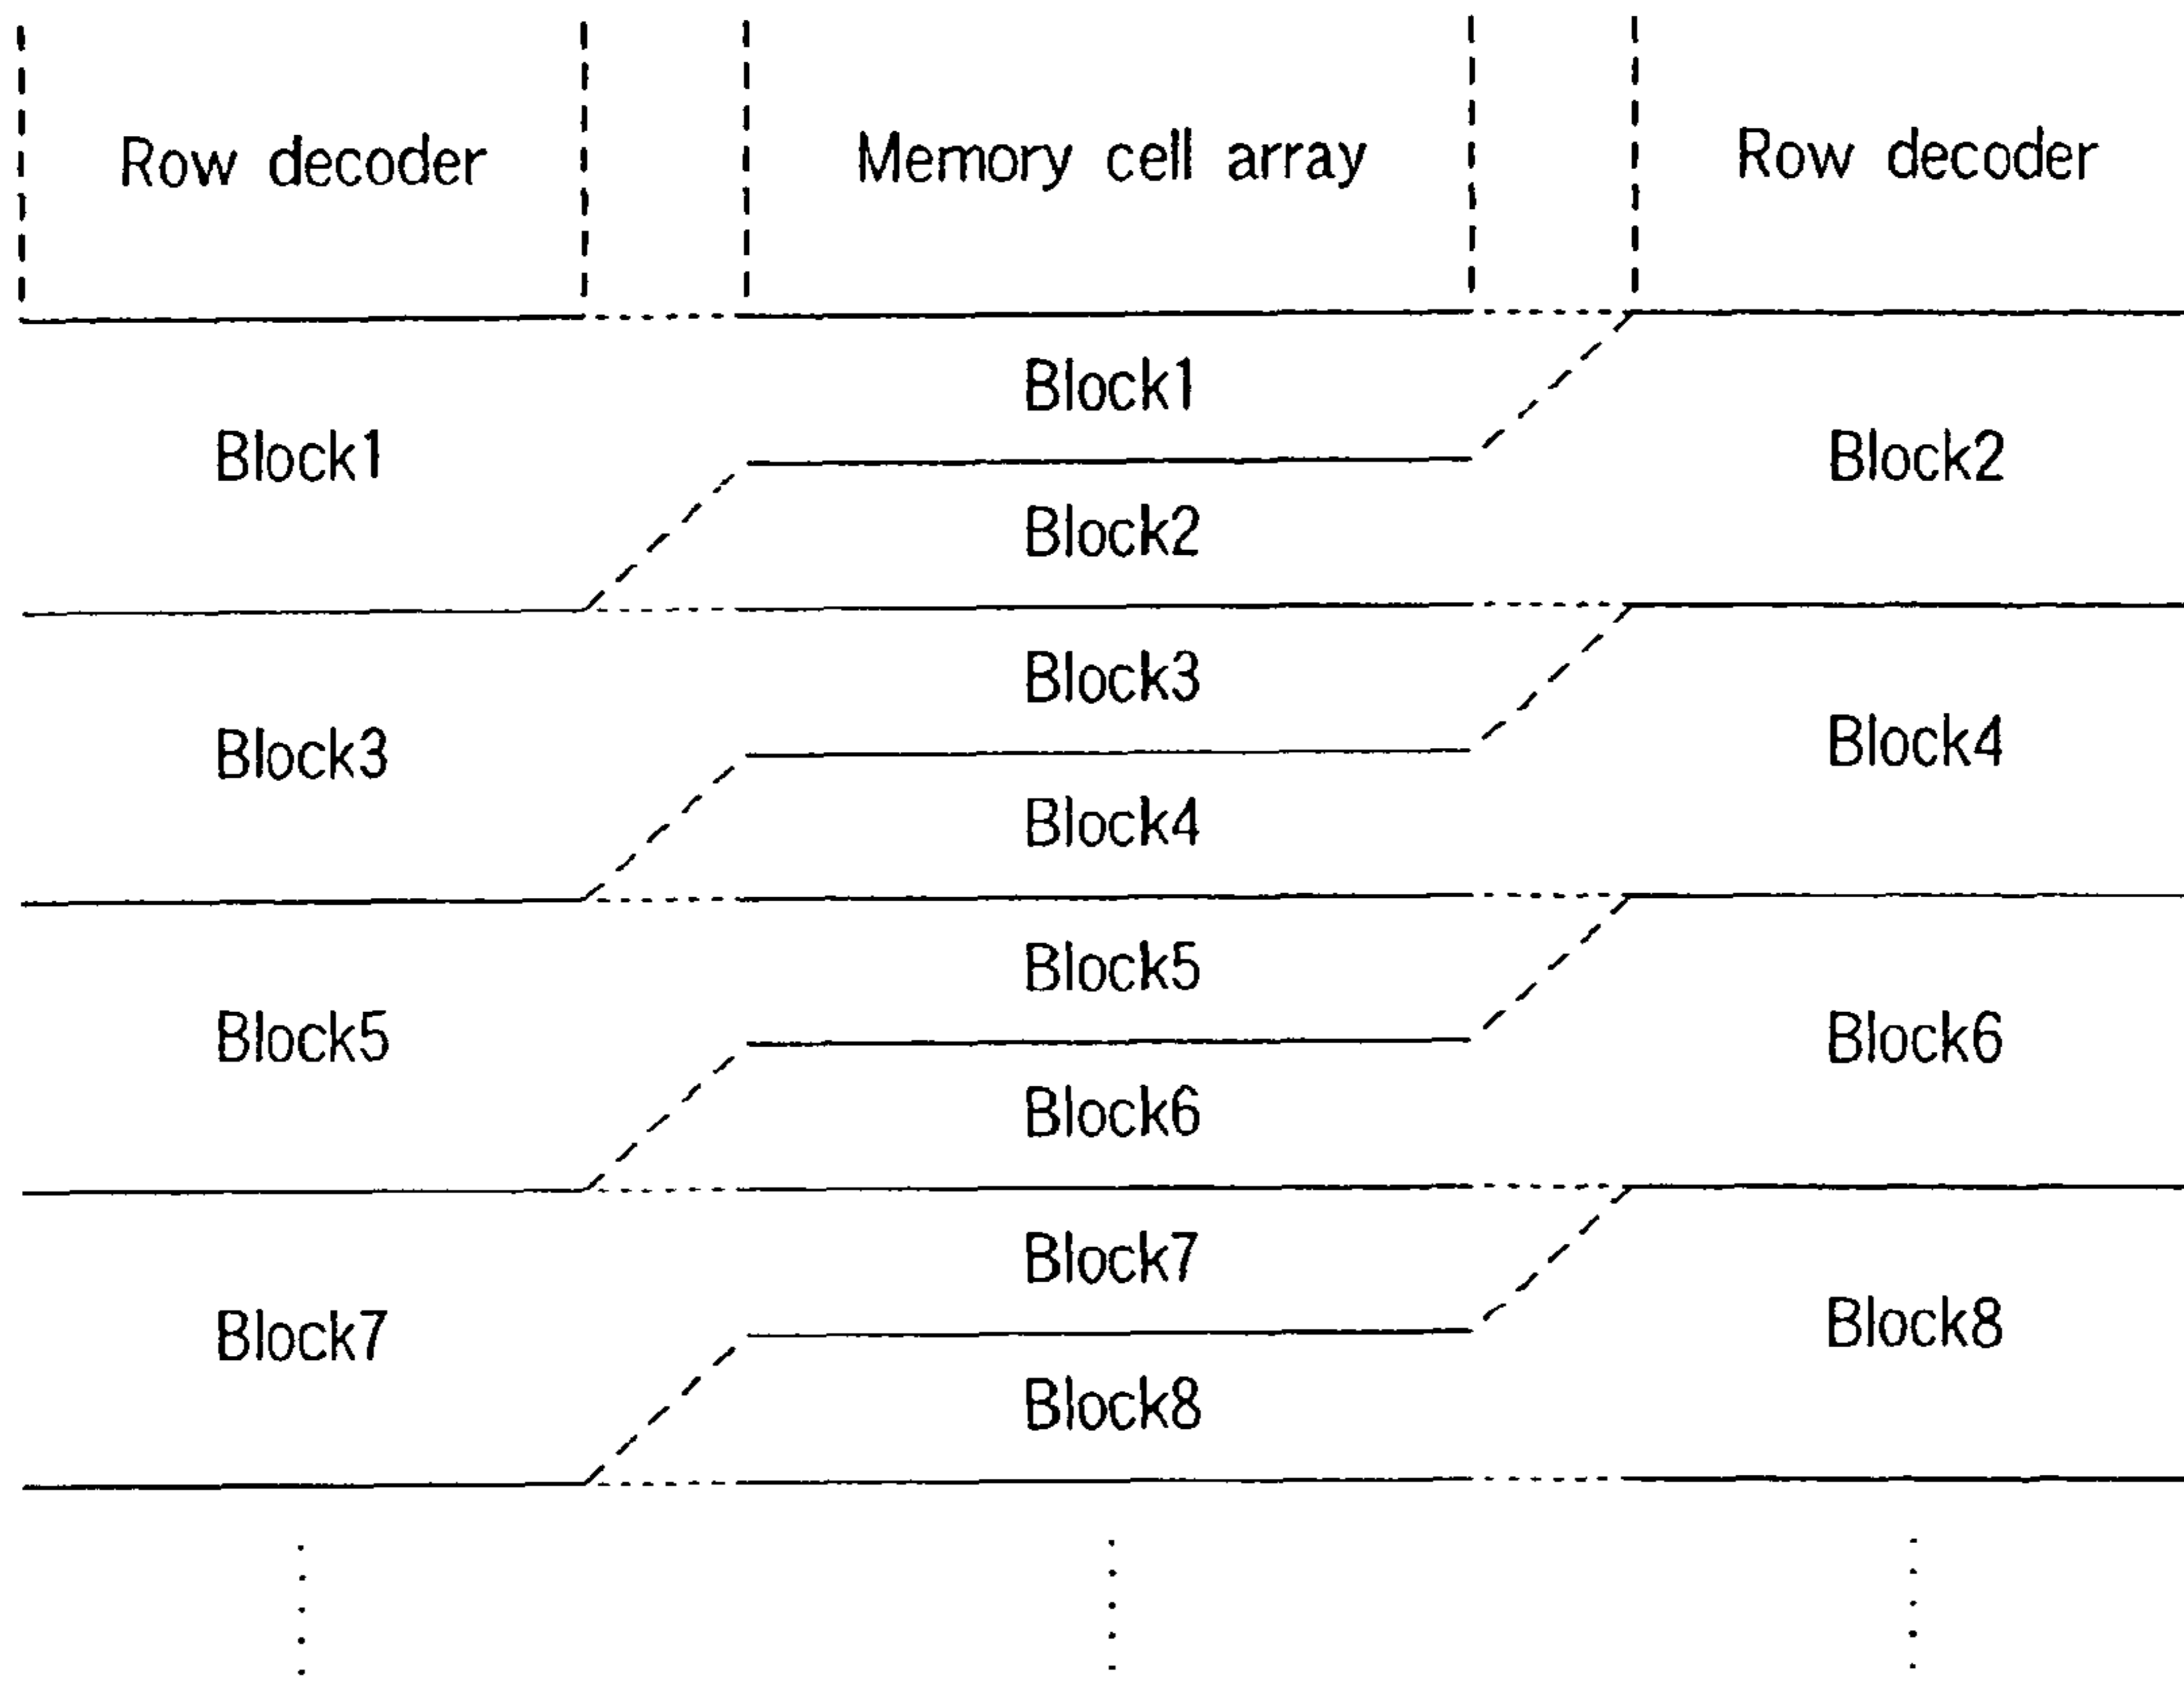 Row decoder
Memory cell array
Row decoder
Block1
Block1
Block2
Block2
Block3
Block3
Block4
Block4
Block5
Block5
Block6
Block6
Block7
Block7
Block8
Block8